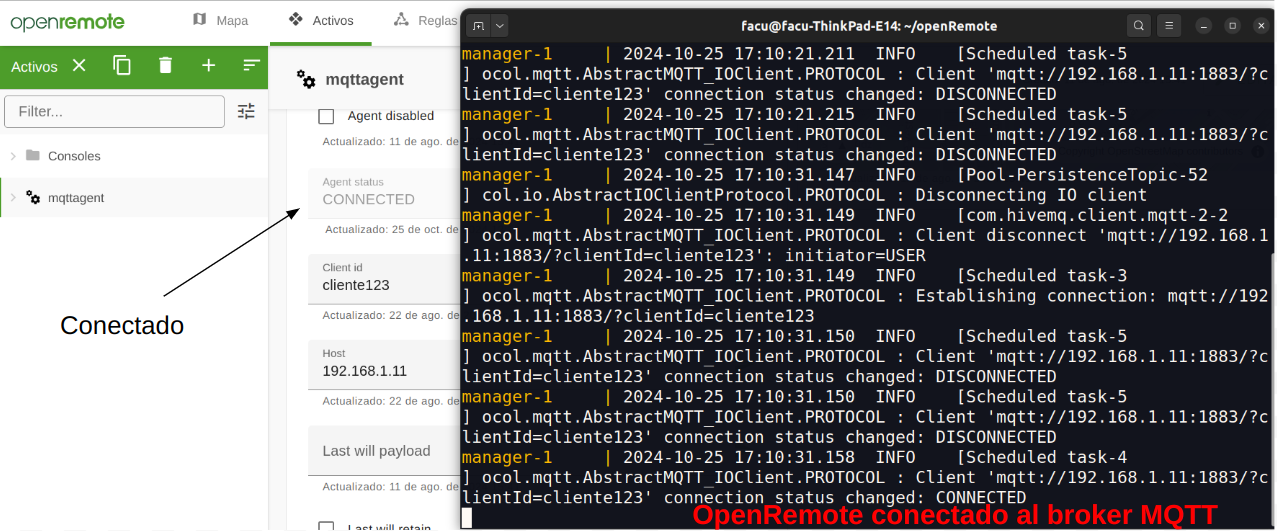 openremote
Mapa
Activos
Reglas
Activos
Filter...
Consoles
mqttagent
Conectado
mqttagent
Agent disabled
Actualizado: 11 de ago. de
Agent status
CONNECTED
Actualizado: 25 de oct. de
Client id
cliente123
Actualizado: 22 de ago. de
Host
192.168.1.11
Actualizado: 22 de ago. de
Last will payload
Actualizado: 11 de ago. de
Last will retain
facu@facu-ThinkPad-E14: ~/openRemote
manager-1     | 2024-10-25 17:10:21.211  INFO    [Scheduled task-5
] ocol.mqtt.AbstractMQTT_IOClient.PROTOCOL : Client 'mqtt://192.168.1.11:1883/?c
lientId=cliente123' connection status changed: DISCONNECTED
manager-1     | 2024-10-25 17:10:21.215  INFO    [Scheduled task-5
] ocol.mqtt.AbstractMQTT_IOClient.PROTOCOL : Client 'mqtt://192.168.1.11:1883/?c
lientId=cliente123' connection status changed: DISCONNECTED
manager-1     | 2024-10-25 17:10:31.147  INFO    [Pool-PersistenceTopic-52
] col.io.AbstractIOClientProtocol.PROTOCOL : Disconnecting IO client
manager-1     | 2024-10-25 17:10:31.149  INFO    [com.hivemq.client.mqtt-2-2
] ocol.mqtt.AbstractMQTT_IOClient.PROTOCOL : Client disconnect 'mqtt://192.168.1
.11:1883/?clientId=cliente123': initiator=USER
manager-1     | 2024-10-25 17:10:31.149  INFO    [Scheduled task-3
] ocol.mqtt.AbstractMQTT_IOClient.PROTOCOL : Establishing connection: mqtt://192
.168.1.11:1883/?clientId=cliente123
manager-1     | 2024-10-25 17:10:31.150  INFO    [Scheduled task-5
] ocol.mqtt.AbstractMQTT_IOClient.PROTOCOL : Client 'mqtt://192.168.1.11:1883/?c
lientId=cliente123' connection status changed: DISCONNECTED
manager-1     | 2024-10-25 17:10:31.150  INFO    [Scheduled task-5
] ocol.mqtt.AbstractMQTT_IOClient.PROTOCOL : Client 'mqtt://192.168.1.11:1883/?c
lientId=cliente123' connection status changed: DISCONNECTED
manager-1     | 2024-10-25 17:10:31.158  INFO    [Scheduled task-4
] ocol.mqtt.AbstractMQTT_IOClient.PROTOCOL : Client 'mqtt://192.168.1.11:1883/?c
lientId=cliente123' connection status changed: CONNECTED
OpenRemote conectado al broker MQTT